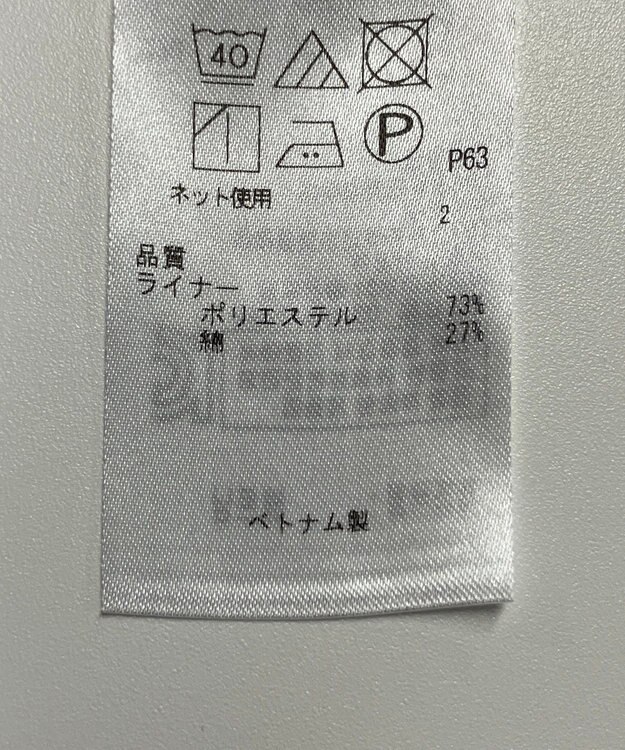 40
P
P63
ネット使用
2
品質
ライナー
ポリエステル 73%
綿 27%
ベトナム製